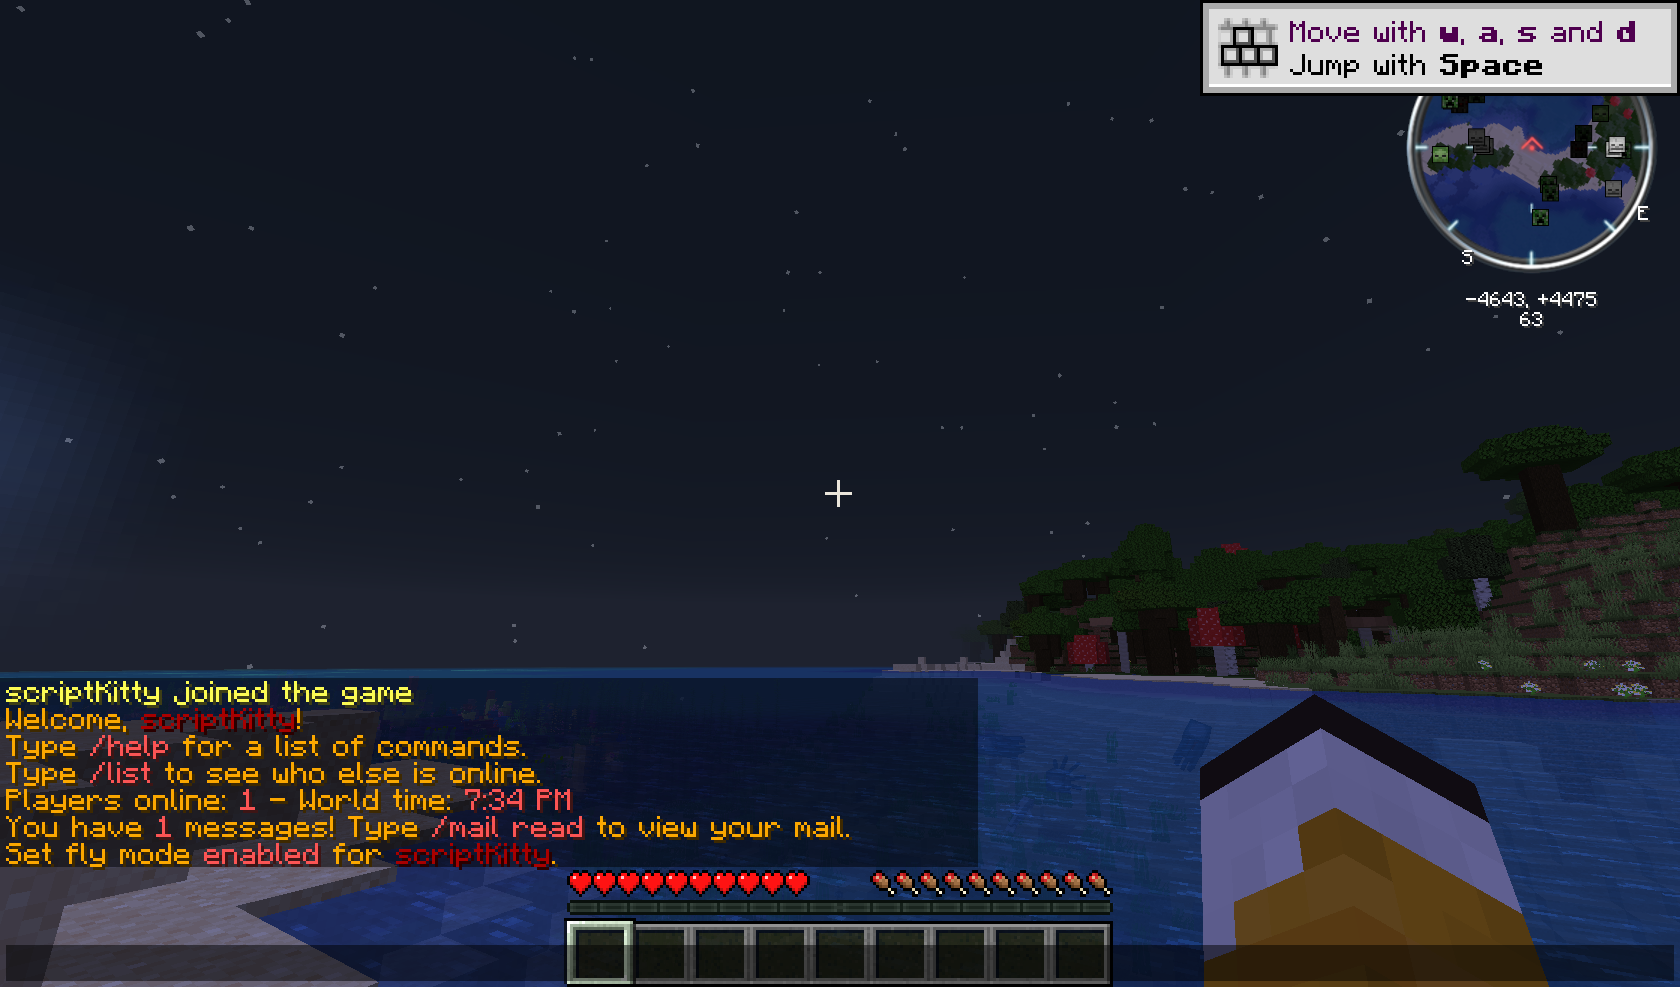 Move with w, a, s and d
Jump with Space
E
S
-4643, +4475
63
scriptKitty joined the game
Welcome, scriptKitty!
Type /help for a list of commands.
Type /list to see who else is online.
Players online: 1 - World time: 7:34 PM
You have 1 messages! Type /mail read to view your mail.
Set fly mode enabled for scriptKitty.